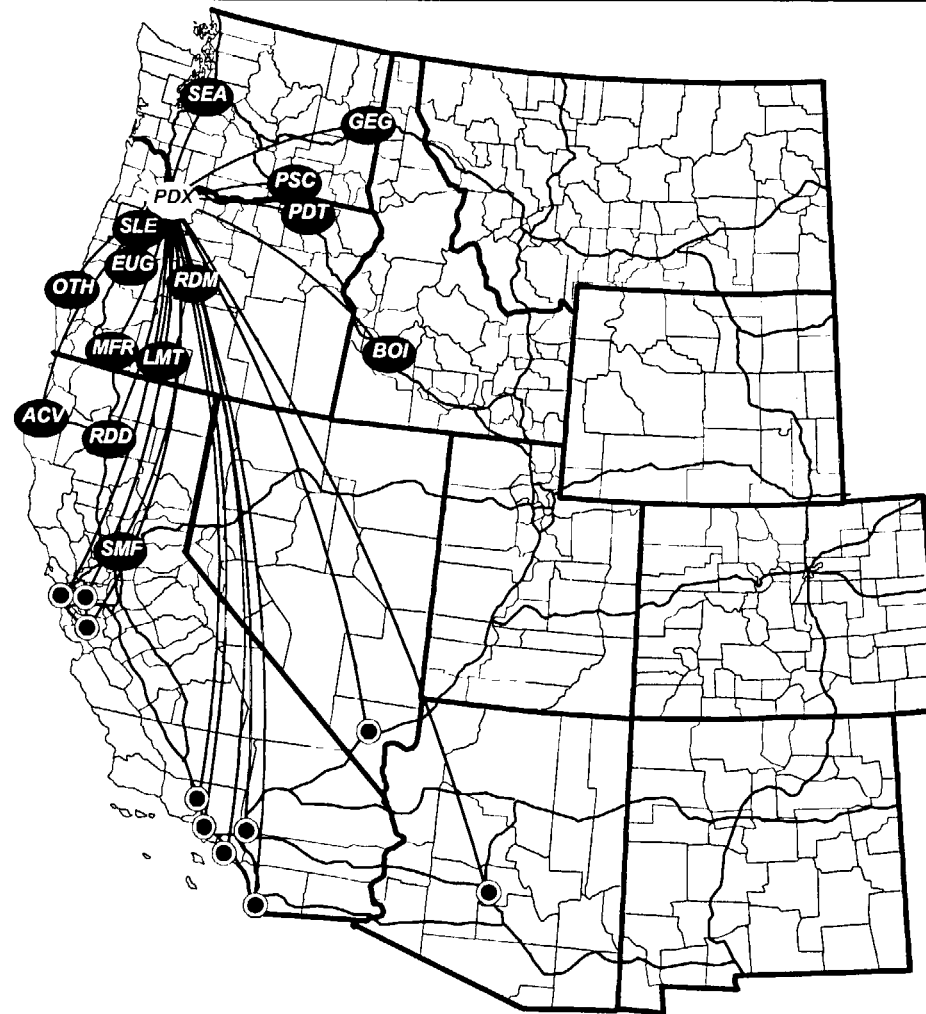 SEA
GEG
PSC
PDX
PDT
SLE
EUG
RDM
OTH
MFR
LMT
BOI
ACV
RDD
SMF